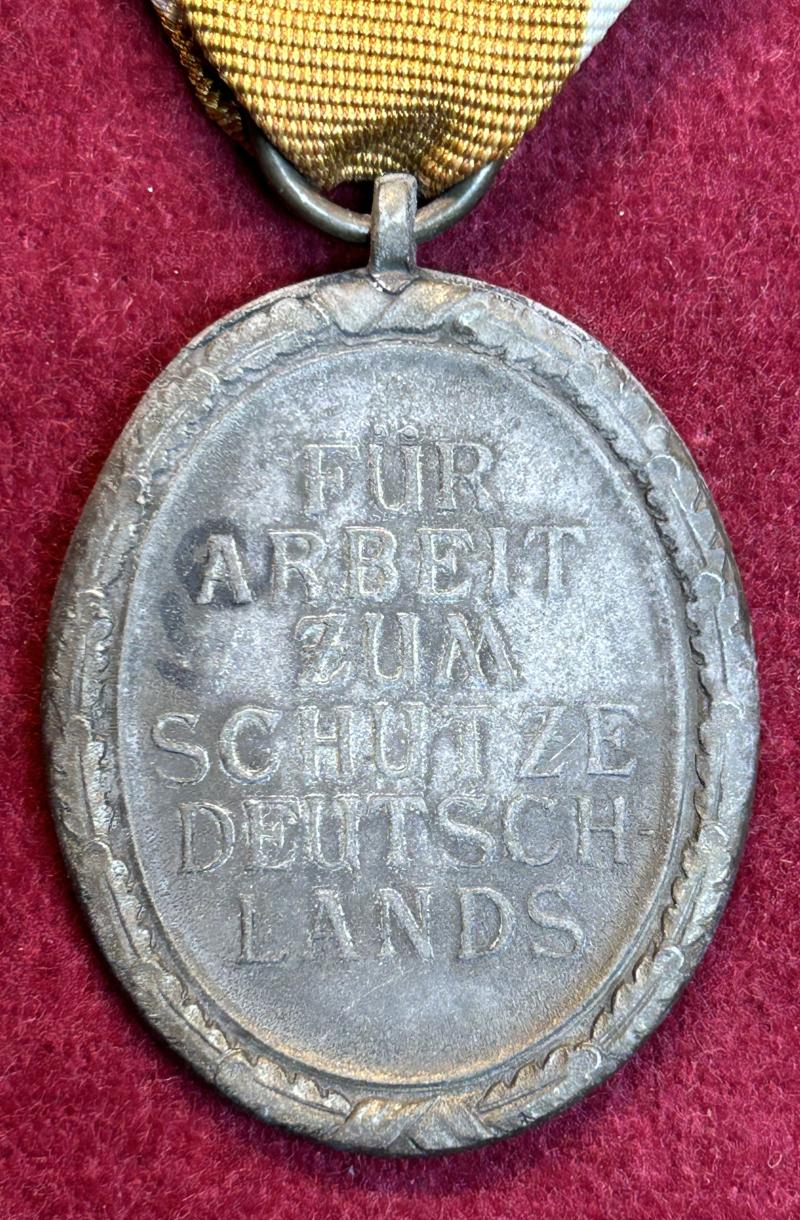 FÜR
ARBEIT
ZUM
SCHUTZE
DEUTSCH-
LANDS